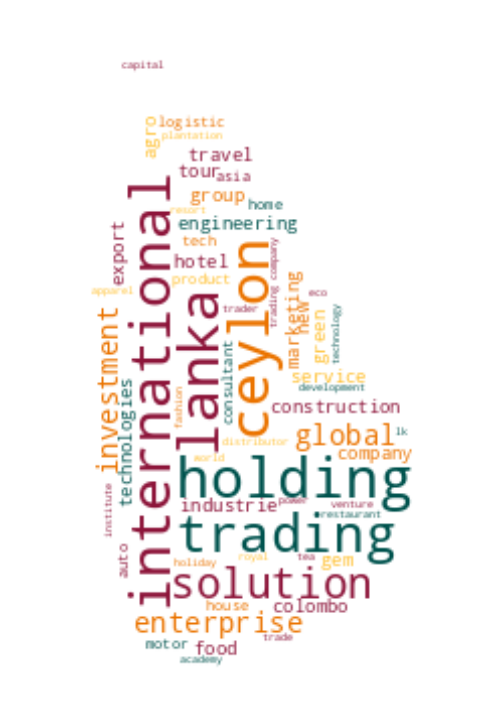 capital
agro
logistic
plantation
travel
tour
asia
group
home
resort
engineering
export
international
tech
hotel
trading company
product
apparel
lanka
ceylon
marketing
new
eco
trader
green
technology
investment
consultant
service
development
technologies
fashion
construction
distributor
global
lk
company
world
holding
institute
industrie
power
venture
restaurant
trading
auto
holiday
royal
tea
gem
solution
house
colombo
enterprise
trade
motor
food
academy